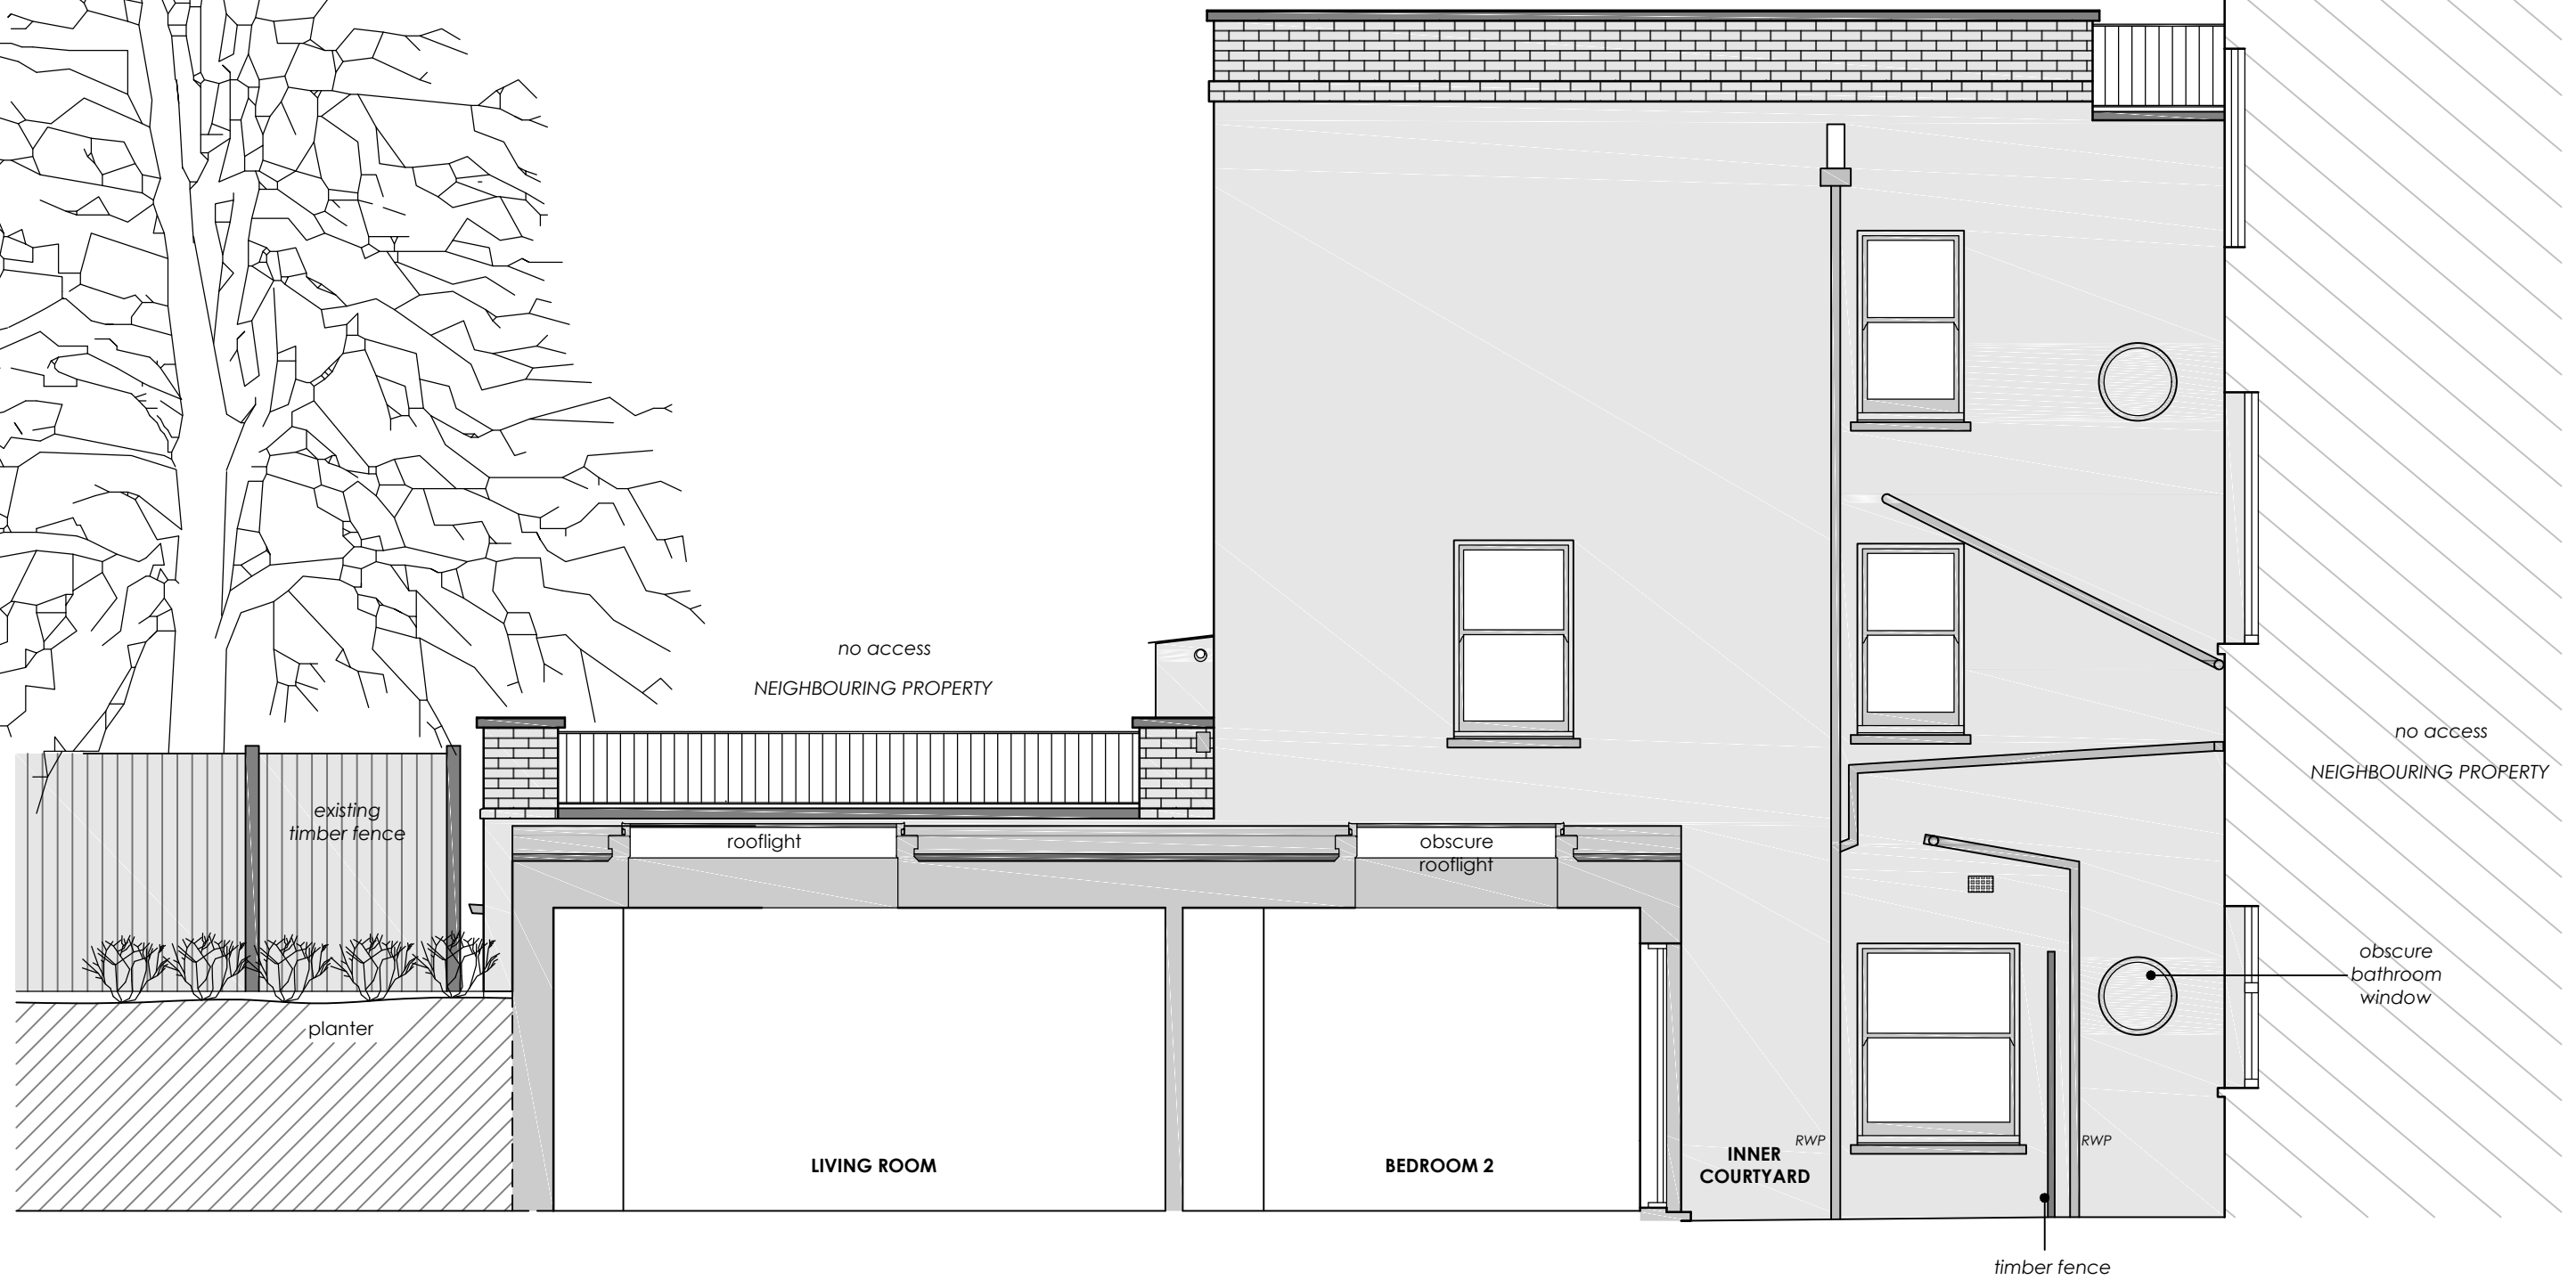 no access
NEIGHBOURING PROPERTY
no access
NEIGHBOURING PROPERTY
existing
timber fence
rooflight
obscure
rooflight
obscure
bathroom
window
planter
LIVING ROOM
BEDROOM 2
INNER
COURTYARD
RWP
RWP
timber fence